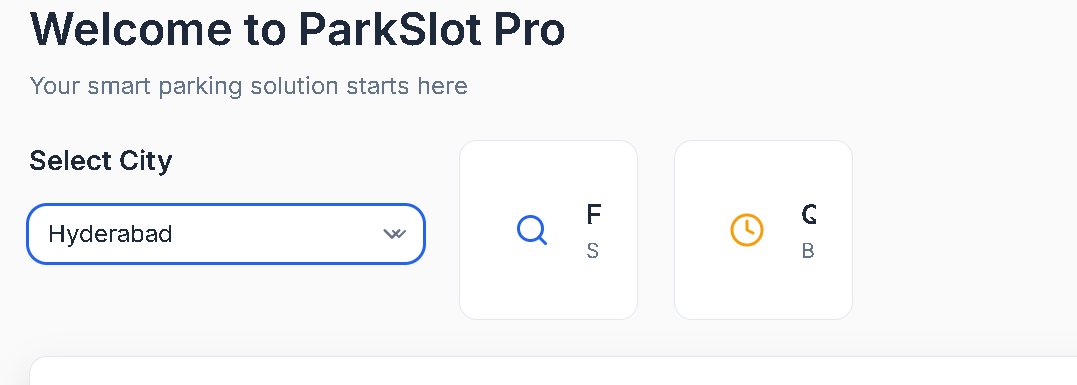 Welcome to ParkSlot Pro
Your smart parking solution starts here
Select City
Hyderabad
F
S
Q
B